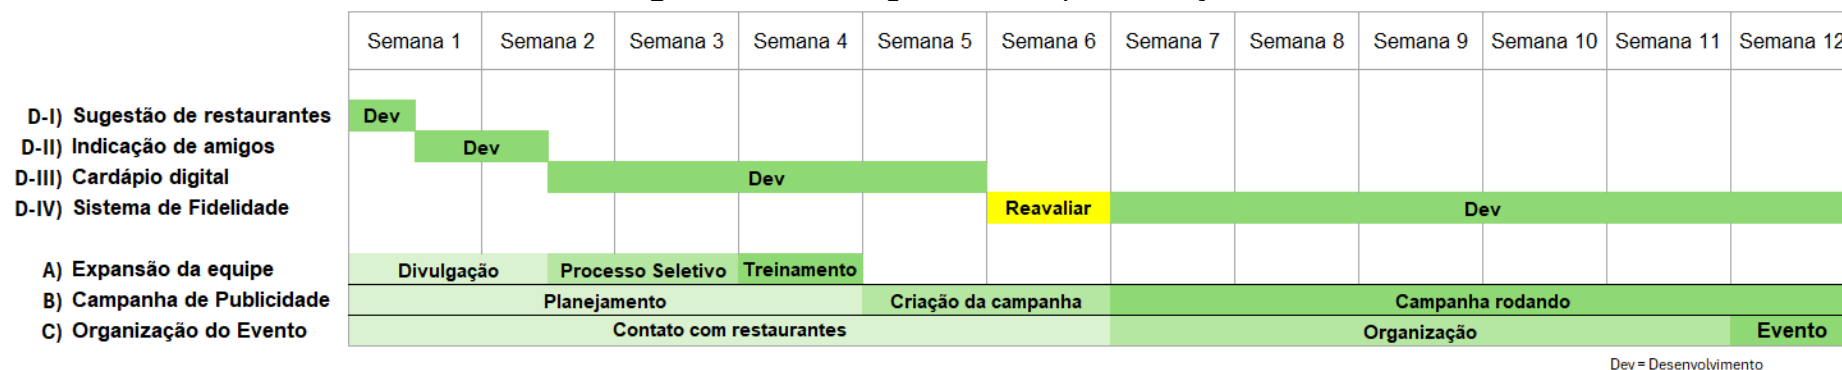 Semana 1 Semana 2 Semana 3 Semana 4 Semana 5 Semana 6 Semana 7 Semana 8 Semana 9 Semana 10 Semana 11 Semana 12
D-I) Sugestão de restaurantes Dev
D-II) Indicação de amigos Dev
D-III) Cardápio digital Dev
D-IV) Sistema de Fidelidade Reavaliar Dev
A) Expansão da equipe Divulgação Processo Seletivo Treinamento
B) Campanha de Publicidade Planejamento Criação da campanha Campanha rodando
C) Organização do Evento Contato com restaurantes Organização Evento
Dev = Desenvolvimento